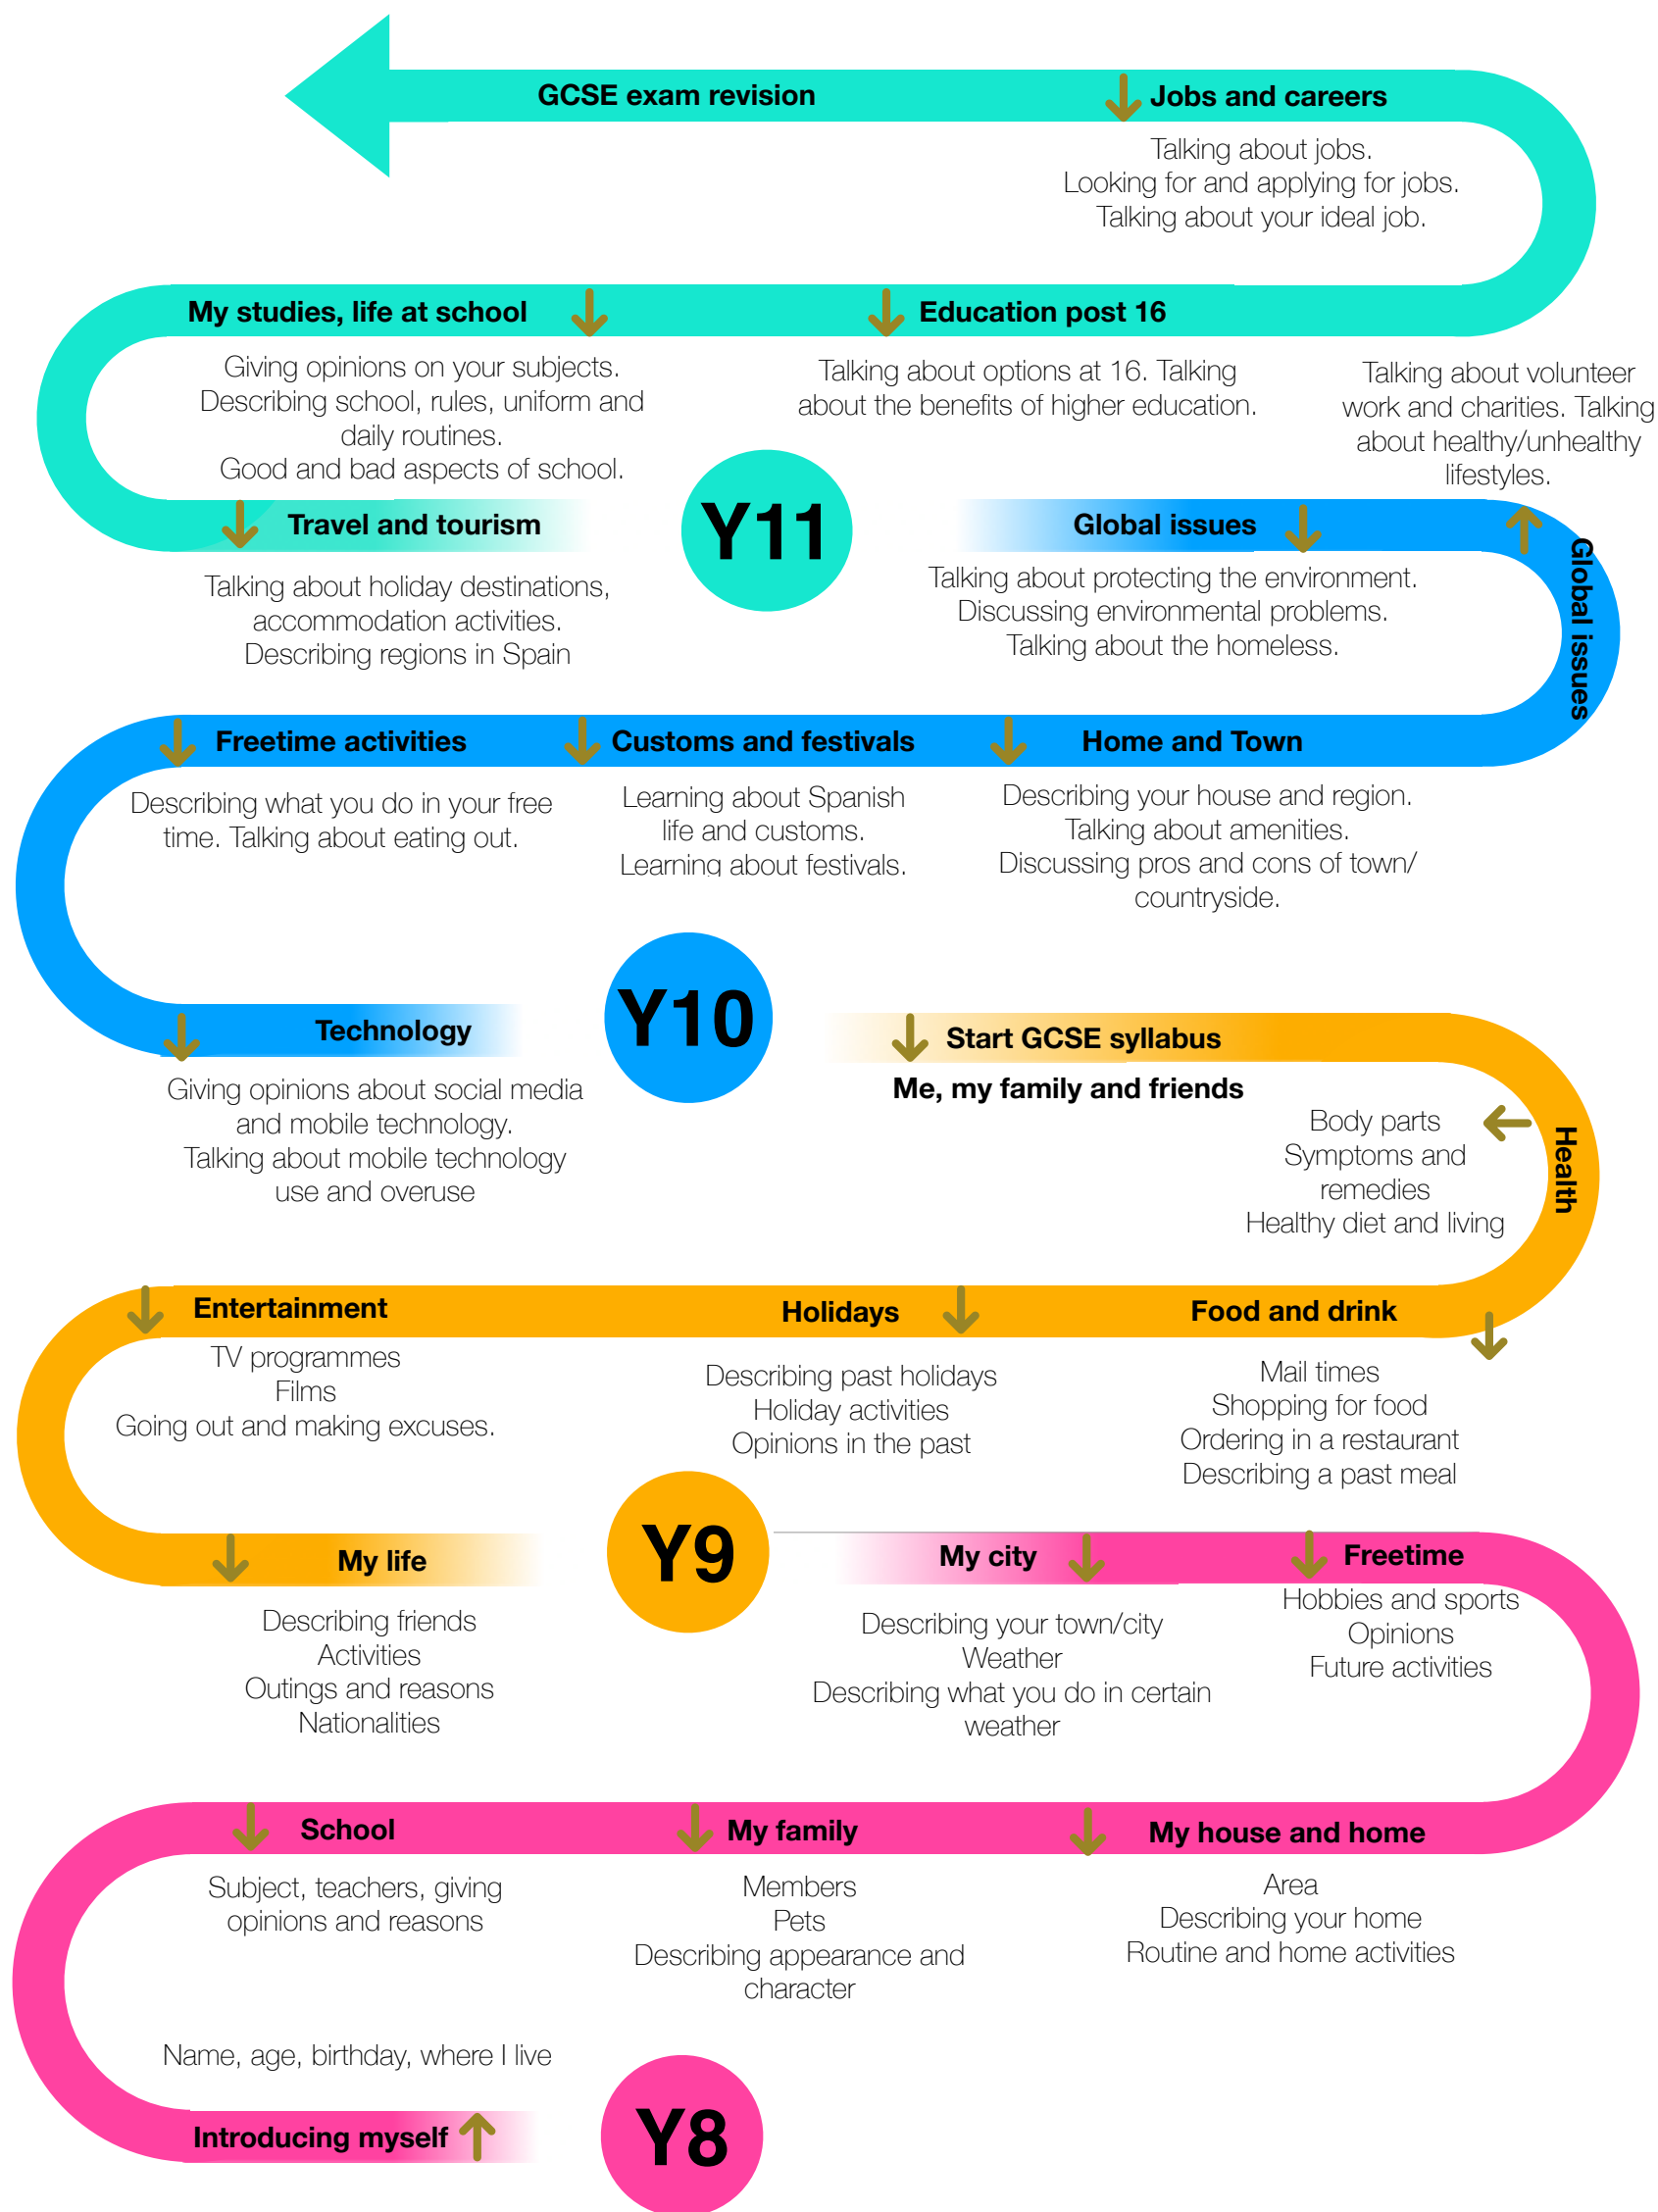 GCSE exam revision
Jobs and careers
Talking about jobs.
Looking for and applying for jobs.
Talking about your ideal job.
My studies, life at school
Education post 16
Giving opinions on your subjects.
Describing school, rules, uniform and
daily routines.
Good and bad aspects of school.
Talking about options at 16. Talking
about the benefits of higher education.
Talking about volunteer
work and charities. Talking
about healthy/unhealthy
lifestyles.
Y11
Travel and tourism
Global issues
Global issues
Talking about holiday destinations,
accommodation activities.
Describing regions in Spain
Talking about protecting the environment.
Discussing environmental problems.
Talking about the homeless.
Freetime activities
Customs and festivals
Home and Town
Describing what you do in your free
time. Talking about eating out.
Learning about Spanish
life and customs.
Learning about festivals.
Describing your house and region.
Talking about amenities.
Discussing pros and cons of town/
countryside.
Y10
Technology
Start GCSE syllabus
Me, my family and friends
Giving opinions about social media
and mobile technology.
Talking about mobile technology
use and overuse
Body parts
Symptoms and
remedies
Healthy diet and living
Health
Entertainment
Holidays
Food and drink
TV programmes
Films
Going out and making excuses.
Describing past holidays
Holiday activities
Opinions in the past
Mail times
Shopping for food
Ordering in a restaurant
Describing a past meal
Y9
My life
My city
Freetime
Describing friends
Activities
Outings and reasons
Nationalities
Describing your town/city
Weather
Describing what you do in certain
weather
Hobbies and sports
Opinions
Future activities
School
My family
My house and home
Subject, teachers, giving
opinions and reasons
Members
Pets
Describing appearance and
character
Area
Describing your home
Routine and home activities
Name, age, birthday, where I live
Introducing myself
Y8